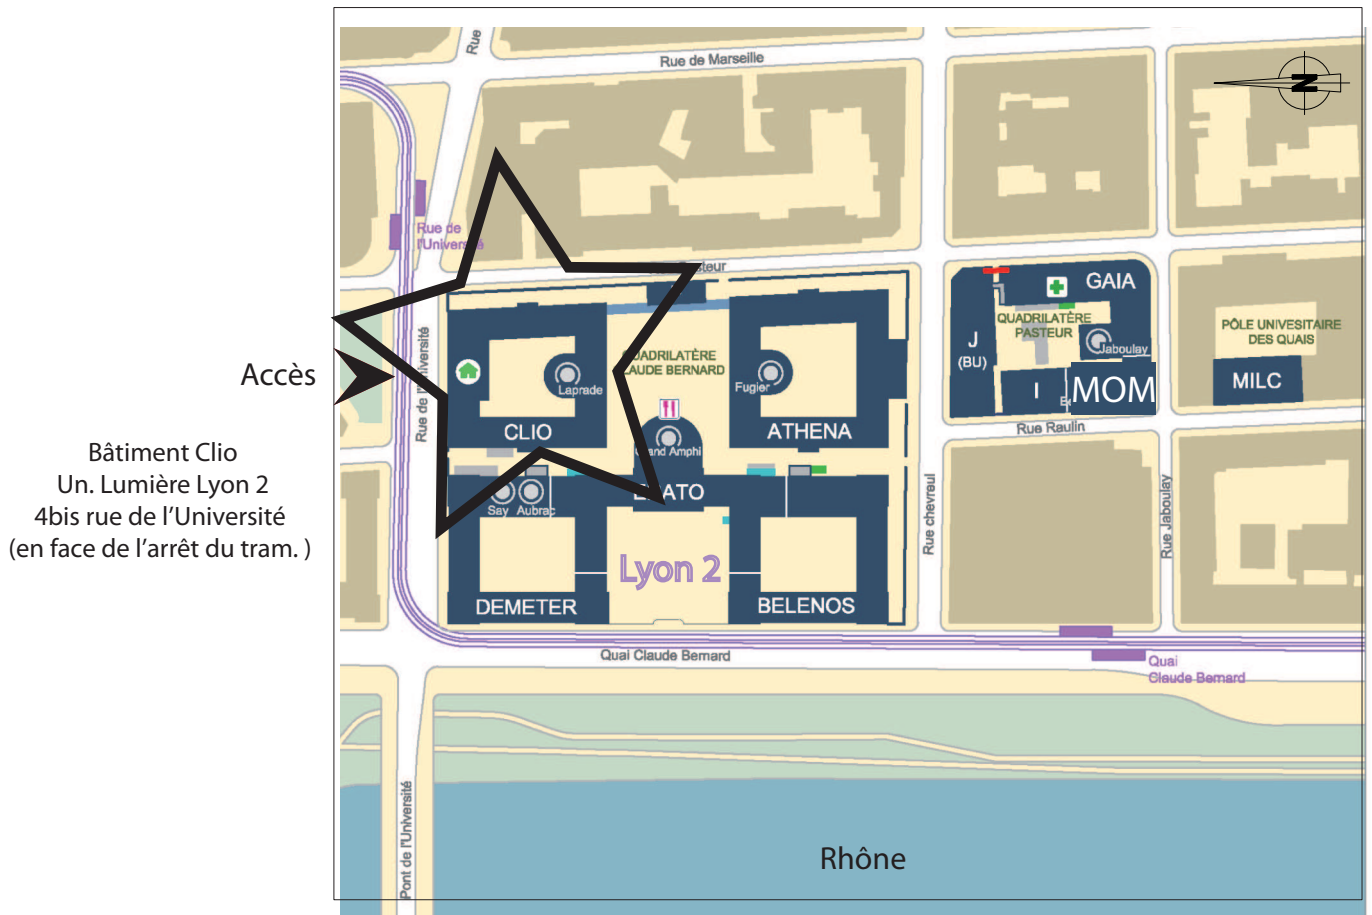 Rue
Rue de Marseille
N
Rue de
l'Université
GAIA
QUADRILATÈRE
PASTEUR
J
(BU)
Jaboulay
PÔLE UNIVESITAIRE
DES QUAIS
Rue de l'Université
Accès
Laprade
Fugier
I
MOM
MILC
CLIO
ATHENA
Rue Raulin
Grand Amphi
Bâtiment Clio
Un. Lumière Lyon 2
4bis rue de l'Université
(en face de l'arrêt du tram. )
Say
Aubrac
Rue chevreul
Rue Jaboulay
Lyon 2
DEMETER
BELENOS
Quai Claude Bernard
Quai
Claude Bernard
Pont de l'Université
Rhône